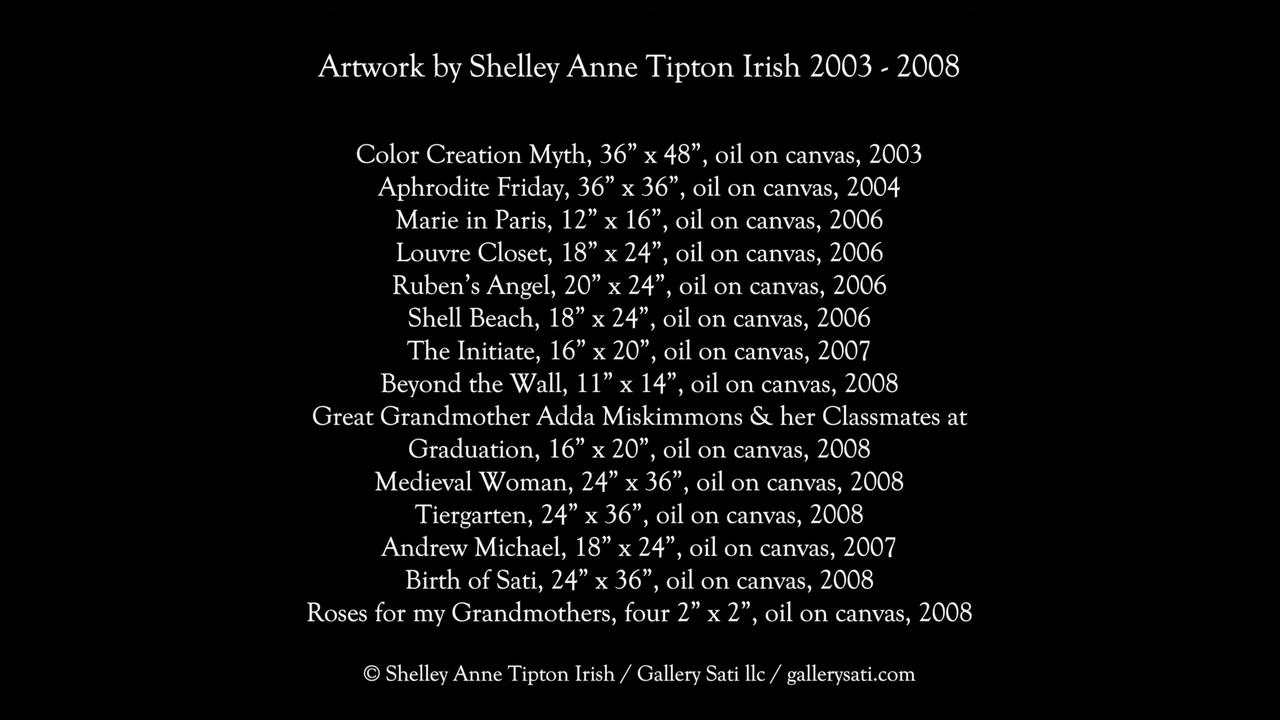 Artwork by Shelley Anne Tipton Irish 2003 - 2008
Color Creation Myth, 36” x 48”, oil on canvas, 2003
Aphrodite Friday, 36” x 36”, oil on canvas, 2004
Marie in Paris, 12” x 16”, oil on canvas, 2006
Louvre Closet, 18” x 24”, oil on canvas, 2006
Ruben’s Angel, 20” x 24”, oil on canvas, 2006
Shell Beach, 18” x 24”, oil on canvas, 2006
The Initiate, 16” x 20”, oil on canvas, 2007
Beyond the Wall, 11” x 14”, oil on canvas, 2008
Great Grandmother Adda Miskimmons & her Classmates at
Graduation, 16” x 20”, oil on canvas, 2008
Medieval Woman, 24” x 36”, oil on canvas, 2008
Tiergarten, 24” x 36”, oil on canvas, 2008
Andrew Michael, 18” x 24”, oil on canvas, 2007
Birth of Sati, 24” x 36”, oil on canvas, 2008
Roses for my Grandmothers, four 2” x 2”, oil on canvas, 2008
© Shelley Anne Tipton Irish / Gallery Sati llc / gallerysati.com